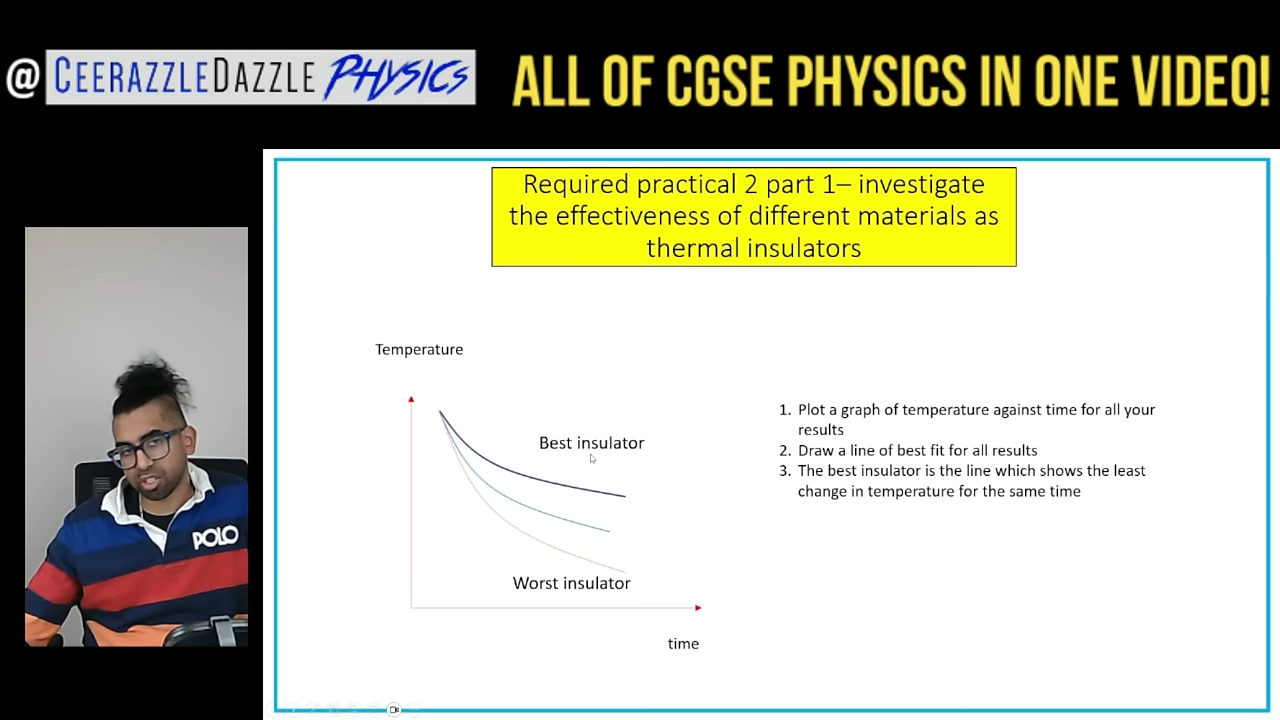 @ CEERAZZLEDAZZLE PHYSICS
ALL OF CGSE PHYSICS IN ONE VIDEO!
Required practical 2 part 1– investigate
the effectiveness of different materials as
thermal insulators
Temperature
Best insulator
Worst insulator
time
1. Plot a graph of temperature against time for all your
results
2. Draw a line of best fit for all results
3. The best insulator is the line which shows the least
change in temperature for the same time
POLO